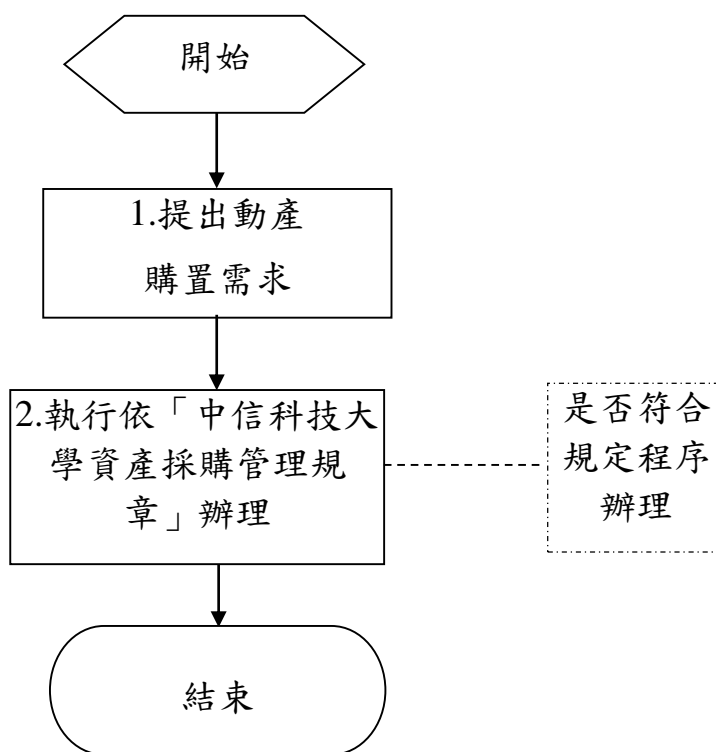 開始
1.提出動產
購置需求
2.執行依「中信科技大
學資產採購管理規
章」辦理
是否符合
規定程序
辦理
結束